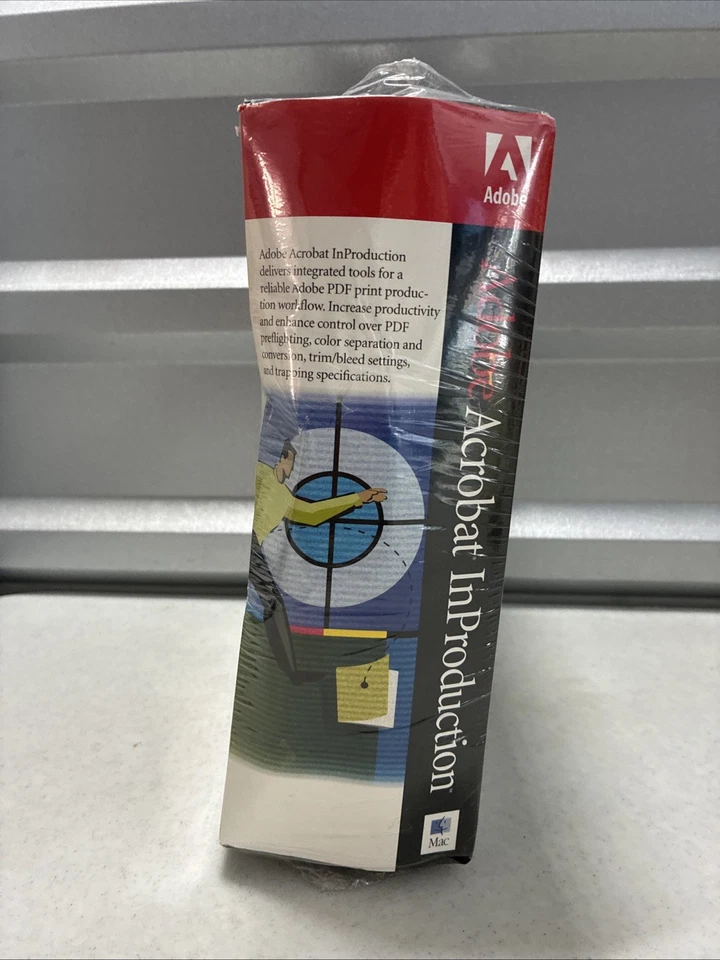 Adobe
Adobe Acrobat InProduction
delivers integrated tools for a
reliable Adobe PDF print produc-
tion workflow. Increase productivity
and enhance control over PDF
preflighting, color separation and
conversion, trim/bleed settings,
and trapping specifications.
Adobe Acrobat InProduction
Mac